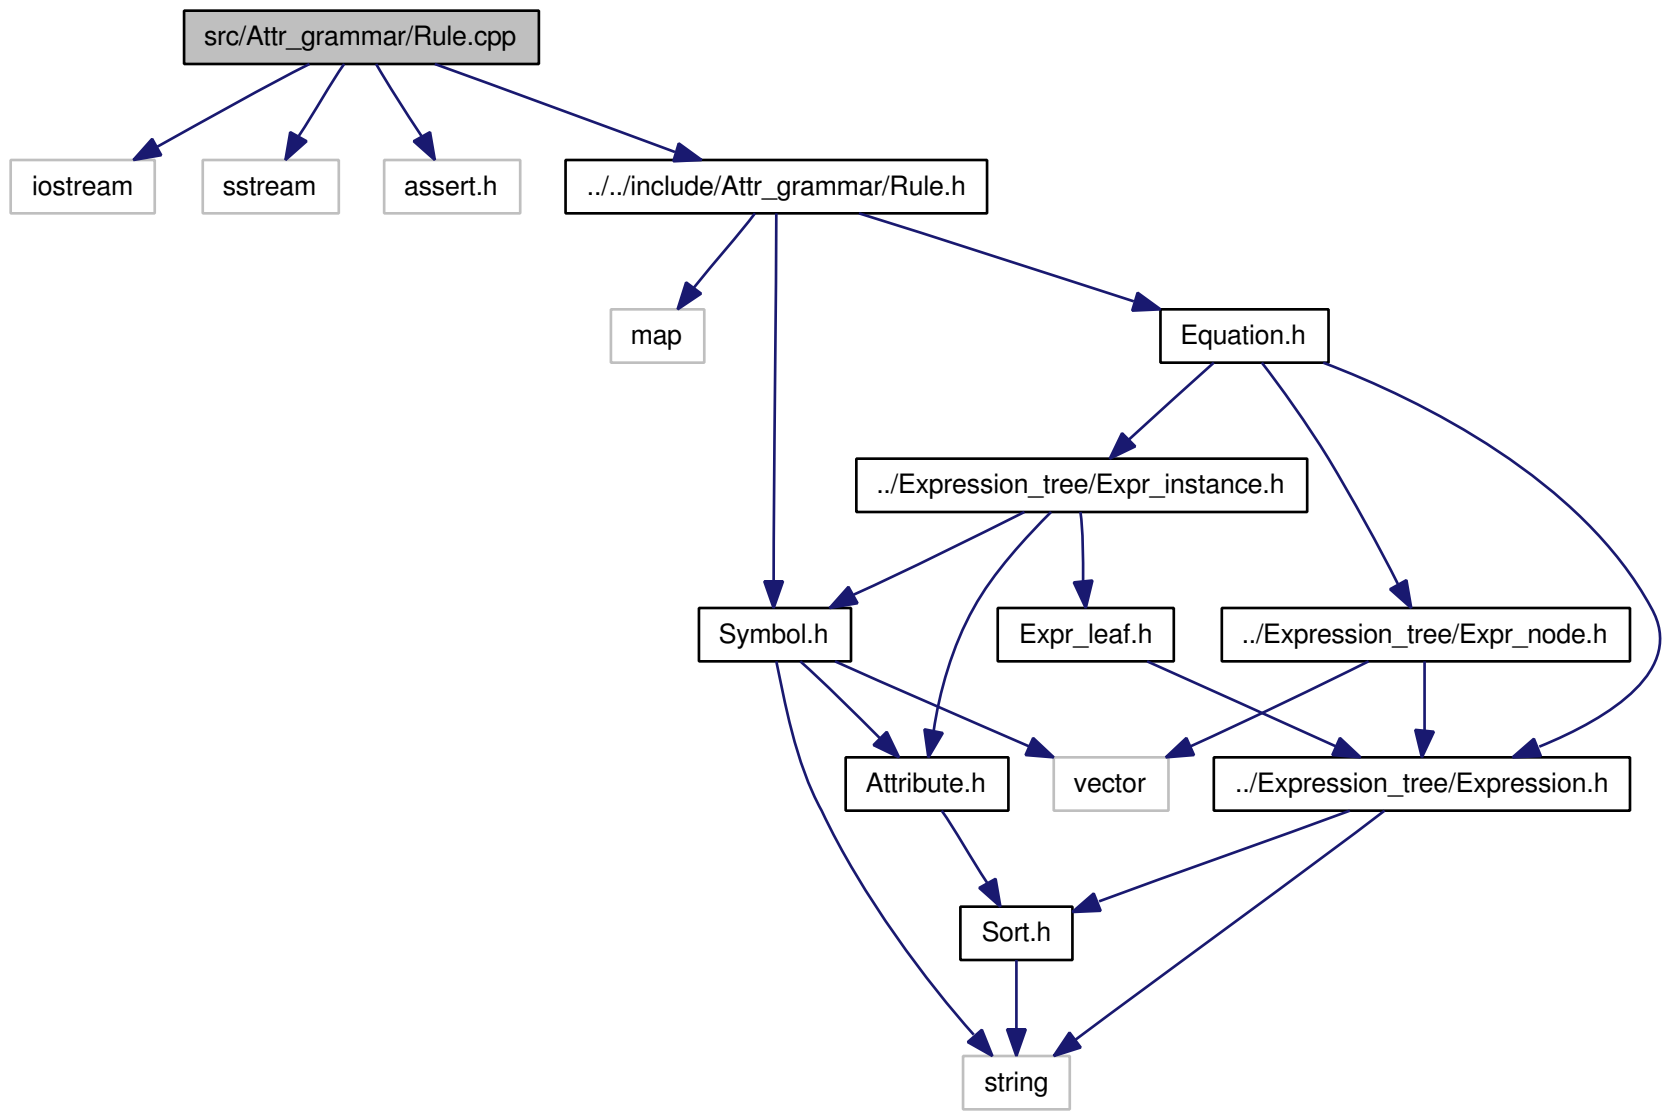 src/Attr_grammar/Rule.cpp
iostream
sstream
assert.h
../../include/Attr_grammar/Rule.h
map
Equation.h
../Expression_tree/Expr_instance.h
Symbol.h
Expr_leaf.h
../Expression_tree/Expr_node.h
Attribute.h
vector
../Expression_tree/Expression.h
Sort.h
string